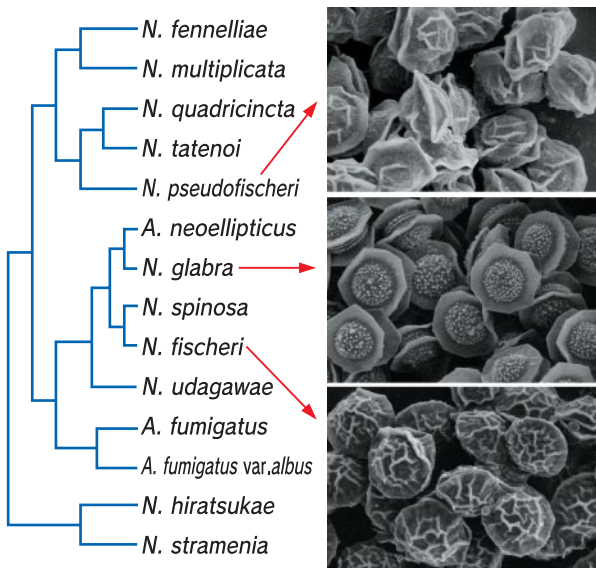 N. fennelliae
N. multiplicata
N. quadricincta
N. tatenoi
N. pseudofischeri
A. neoellipticus
N. glabra
N. spinosa
N. fischeri
N. udagawae
A. fumigatus
A. fumigatus var.albus
N. hiratsukae
N. stramenia